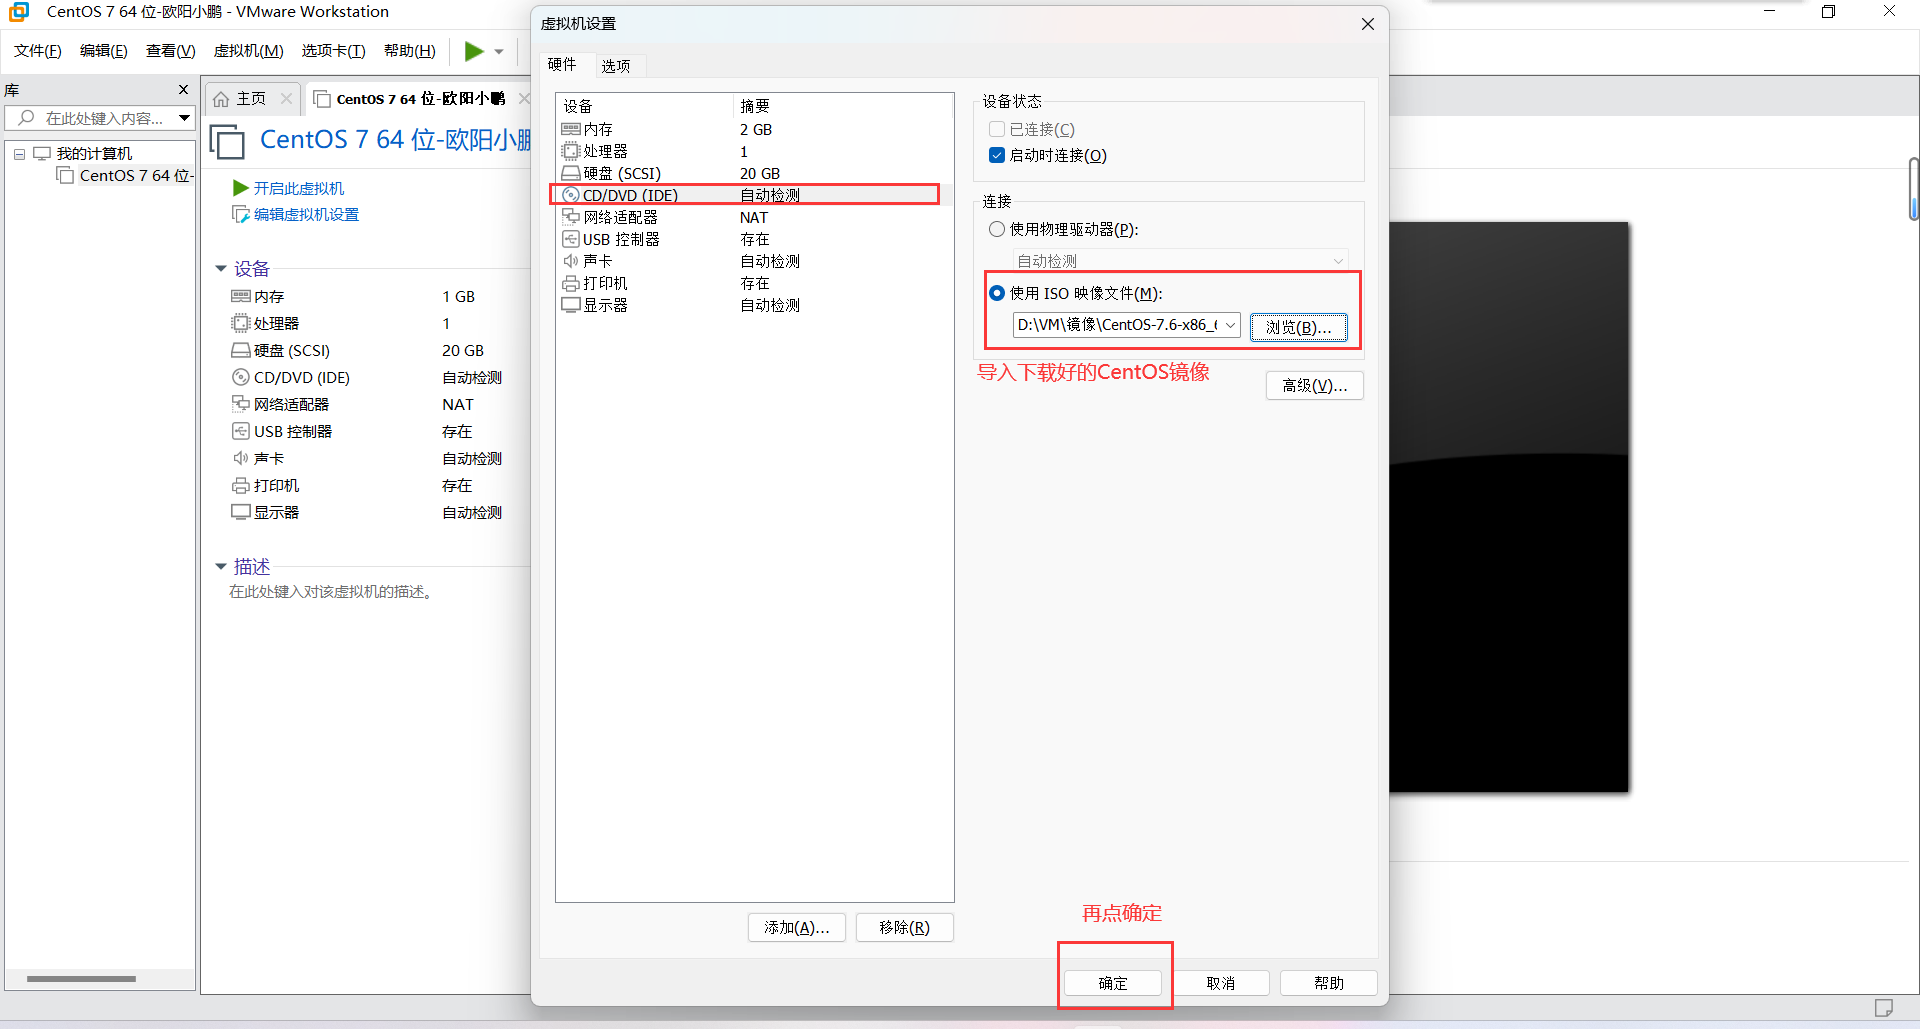 CentOS 7 64 位-欧阳小鹏 - VMware Workstation
文件(F) 编辑(E) 查看(V) 虚拟机(M) 选项卡(T) 帮助(H)
库
在此处键入内容...
我的计算机
CentOS 7 64 位-
主页
CentOS 7 64 位-欧阳小鹏
CentOS 7 64 位-欧阳小鹏
开启此虚拟机
编辑虚拟机设置
设备
内存 1 GB
处理器 1
硬盘 (SCSI) 20 GB
CD/DVD (IDE) 自动检测
网络适配器 NAT
USB 控制器 存在
声卡 自动检测
打印机 存在
显示器 自动检测
描述
在此处键入对该虚拟机的描述。
虚拟机设置
硬件 选项
设备 摘要
内存 2 GB
处理器 1
硬盘 (SCSI) 20 GB
CD/DVD (IDE) 自动检测
网络适配器 NAT
USB 控制器 存在
声卡 自动检测
打印机 存在
显示器 自动检测
添加(A)... 移除(R)
设备状态
已连接(C)
启动时连接(O)
连接
使用物理驱动器(P):
自动检测
使用 ISO 映像文件(M):
D:\VM\镜像\CentOS-7.6-x86_6
浏览(B)...
导入下载好的CentOS镜像
高级(V)...
再点确定
确定 取消 帮助